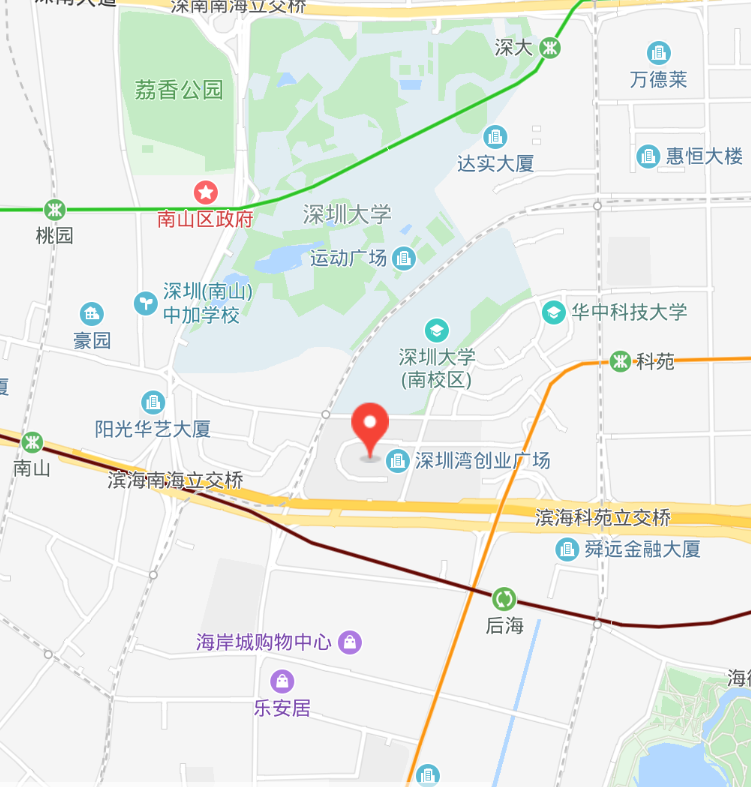 深南大道
深南南海立交桥
深大
万德莱
荔香公园
达实大厦
惠恒大楼
南山区政府
深圳大学
桃园
运动广场
深圳(南山)
中加学校
华中科技大学
豪园
深圳大学
(南校区)
科苑
厦
阳光华艺大厦
南山
深圳湾创业广场
滨海南海立交桥
滨海科苑立交桥
舜远金融大厦
后海
海岸城购物中心
乐安居